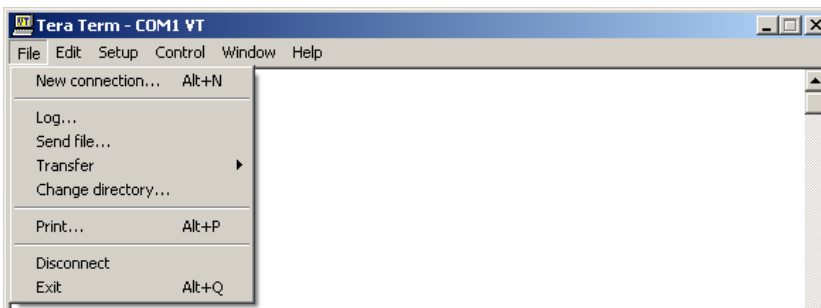 Tera Term - COM1 VT
File Edit Setup Control Window Help
New connection... Alt+N
Log...
Send file...
Transfer
Change directory...
Print... Alt+P
Disconnect
Exit Alt+Q